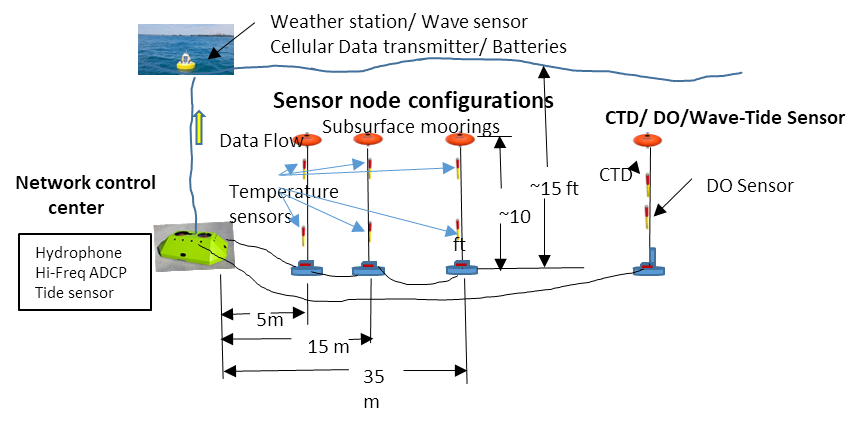 Weather station/ Wave sensor
Cellular Data transmitter/ Batteries
Sensor node configurations
Subsurface moorings
CTD/ DO/Wave-Tide Sensor
Data Flow
CTD
DO Sensor
~15 ft
Temperature
sensors
~10
ft
Network control
center
Hydrophone
Hi-Freq ADCP
Tide sensor
5m
15 m
35
m